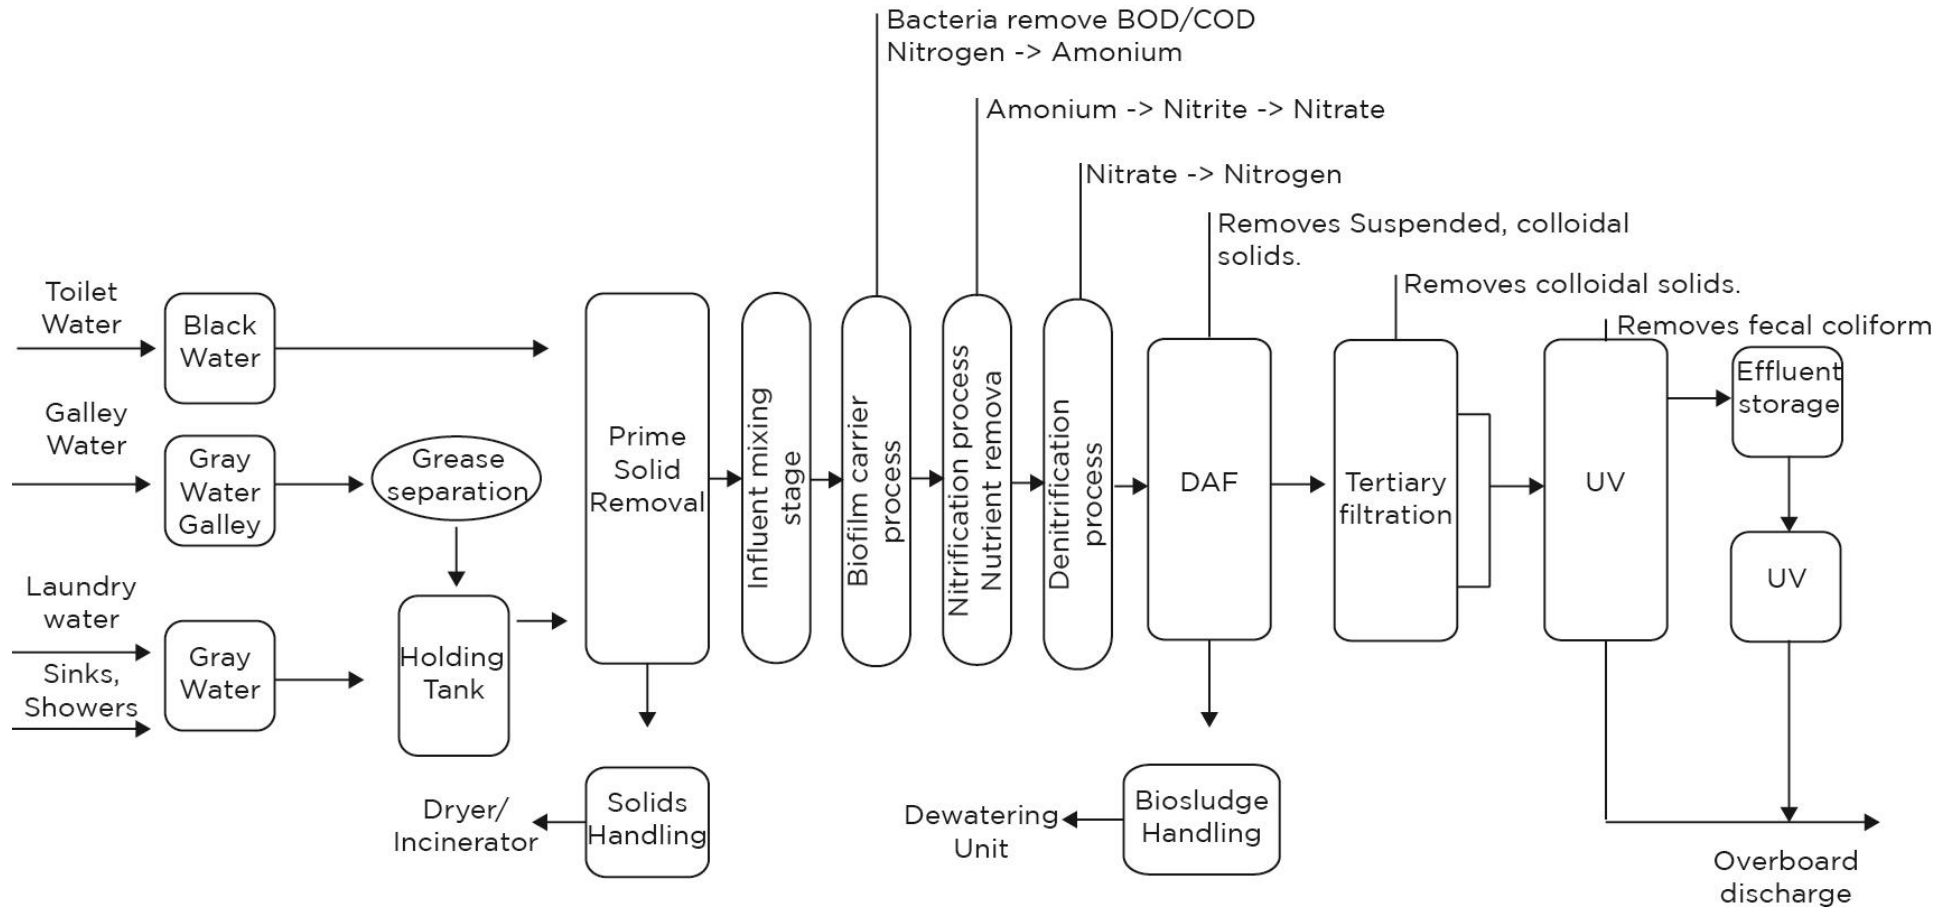 Bacteria remove BOD/COD
Nitrogen -> Amonium
Amonium -> Nitrite -> Nitrate
Nitrate -> Nitrogen
Removes Suspended, colloidal
solids.
Removes colloidal solids.
Removes fecal coliform
Toilet
Water
Black
Water
Galley
Water
Gray
Water
Galley
Grease
separation
Laundry
water
Sinks,
Showers
Gray
Water
Holding
Tank
Prime
Solid
Removal
Influent mixing
stage
Biofilm carrier
process
Nitrification process
Nutrient remova
Denitrification
process
DAF
Tertiary
filtration
UV
Effluent
storage
UV
Dryer/
Incinerator
Solids
Handling
Dewatering
Unit
Biosludge
Handling
Overboard
discharge